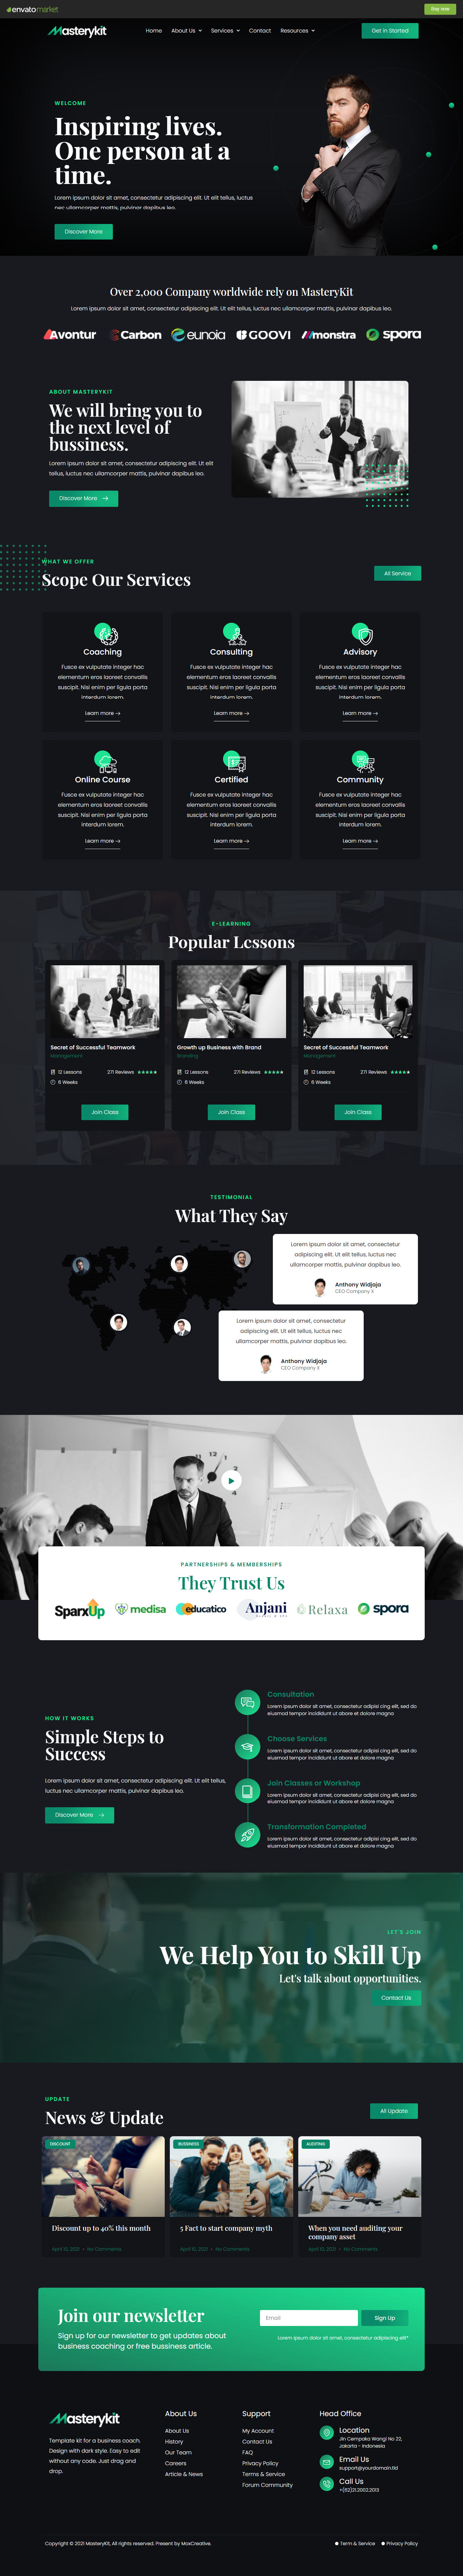 envatomarket
Buy now
Masterykit
Home About Us Services Contact Resources
Get in Started
WELCOME
Inspiring lives.
One person at a
time.
Lorem ipsum dolor sit amet, consectetur adipiscing elit. Ut elit tellus, luctus
nec ullamcorper mattis, pulvinar dapibus leo.
Discover More
Over 2,000 Company worldwide rely on MasteryKit
Lorem ipsum dolor sit amet, consectetur adipiscing elit. Ut elit tellus, luctus nec ullamcorper mattis, pulvinar dapibus leo.
Avontur Carbon eunoia GOOVI monstra spora
ABOUT MASTERYKIT
We will bring you to
the next level of
bussiness.
Lorem ipsum dolor sit amet, consectetur adipiscing elit. Ut elit
tellus, luctus nec ullamcorper mattis, pulvinar dapibus leo.
Discover More
WHAT WE OFFER
Scope Our Services
All Service
Coaching
Fusce ex vulputate integer hac
elementum eros laoreet convallis
suscipit. Nisl enim per ligula porta
interdum lorem.
Learn more
Consulting
Fusce ex vulputate integer hac
elementum eros laoreet convallis
suscipit. Nisl enim per ligula porta
interdum lorem.
Learn more
Advisory
Fusce ex vulputate integer hac
elementum eros laoreet convallis
suscipit. Nisl enim per ligula porta
interdum lorem.
Learn more
Online Course
Fusce ex vulputate integer hac
elementum eros laoreet convallis
suscipit. Nisl enim per ligula porta
interdum lorem.
Learn more
Certified
Fusce ex vulputate integer hac
elementum eros laoreet convallis
suscipit. Nisl enim per ligula porta
interdum lorem.
Learn more
Community
Fusce ex vulputate integer hac
elementum eros laoreet convallis
suscipit. Nisl enim per ligula porta
interdum lorem.
Learn more
E-LEARNING
Popular Lessons
Secret of Successful Teamwork
Management
12 Lessons 271 Reviews ★★★★★
6 Weeks
Join Class
Growth up Business with Brand
Branding
12 Lessons 271 Reviews ★★★★★
6 Weeks
Join Class
Secret of Successful Teamwork
Management
12 Lessons 271 Reviews ★★★★★
6 Weeks
Join Class
TESTIMONIAL
What They Say
Lorem ipsum dolor sit amet, consectetur
adipiscing elit. Ut elit tellus, luctus nec
ullamcorper mattis, pulvinar dapibus leo.
Anthony Widjaja
CEO Company X
Lorem ipsum dolor sit amet, consectetur
adipiscing elit. Ut elit tellus, luctus nec
ullamcorper mattis, pulvinar dapibus leo.
Anthony Widjaja
CEO Company X
PARTNERSHIPS & MEMBERSHIPS
They Trust Us
SparxUp medisa educatico Anjani Relaxa spora
HOW IT WORKS
Simple Steps to
Success
Lorem ipsum dolor sit amet, consectetur adipiscing elit. Ut elit tellus,
luctus nec ullamcorper mattis, pulvinar dapibus leo.
Discover More
Consultation
Lorem ipsum dolor sit amet, consectetur adipisi cing elit, sed do
eiusmod tempor incididunt ut abore et dolore magna
Choose Services
Lorem ipsum dolor sit amet, consectetur adipisi cing elit, sed do
eiusmod tempor incididunt ut abore et dolore magna
Join Classes or Workshop
Lorem ipsum dolor sit amet, consectetur adipisi cing elit, sed do
eiusmod tempor incididunt ut abore et dolore magna
Transformation Completed
Lorem ipsum dolor sit amet, consectetur adipisi cing elit, sed do
eiusmod tempor incididunt ut abore et dolore magna
LET'S JOIN
We Help You to Skill Up
Let's talk about opportunities.
Contact Us
UPDATE
News & Update
All Update
DISCOUNT
Discount up to 40% this month
April 10, 2021 • No Comments
BUSSINESS
5 Fact to start company myth
April 10, 2021 • No Comments
AUDITING
When you need auditing your
company asset
April 10, 2021 • No Comments
Join our newsletter
Sign up for our newsletter to get updates about
business coaching or free bussiness article.
Email
Sign Up
Lorem ipsum dolor sit amet, consectetur adipiscing elit*
Masterykit
Template kit for a business coach.
Design with dark style. Easy to edit
without any code. Just drag and
drop.
About Us
About Us
History
Our Team
Careers
Article & News
Support
My Account
Contact Us
FAQ
Privacy Policy
Terms & Service
Forum Community
Head Office
Location
Jln Cempaka Wangi No 22,
Jakarta - Indonesia
Email Us
support@yourdomain.tld
Call Us
+(62)21.2002.2013
Copyright © 2021 MasteryKit, All rights reserved. Present by MaxCreative.
Term & Service Privacy Policy